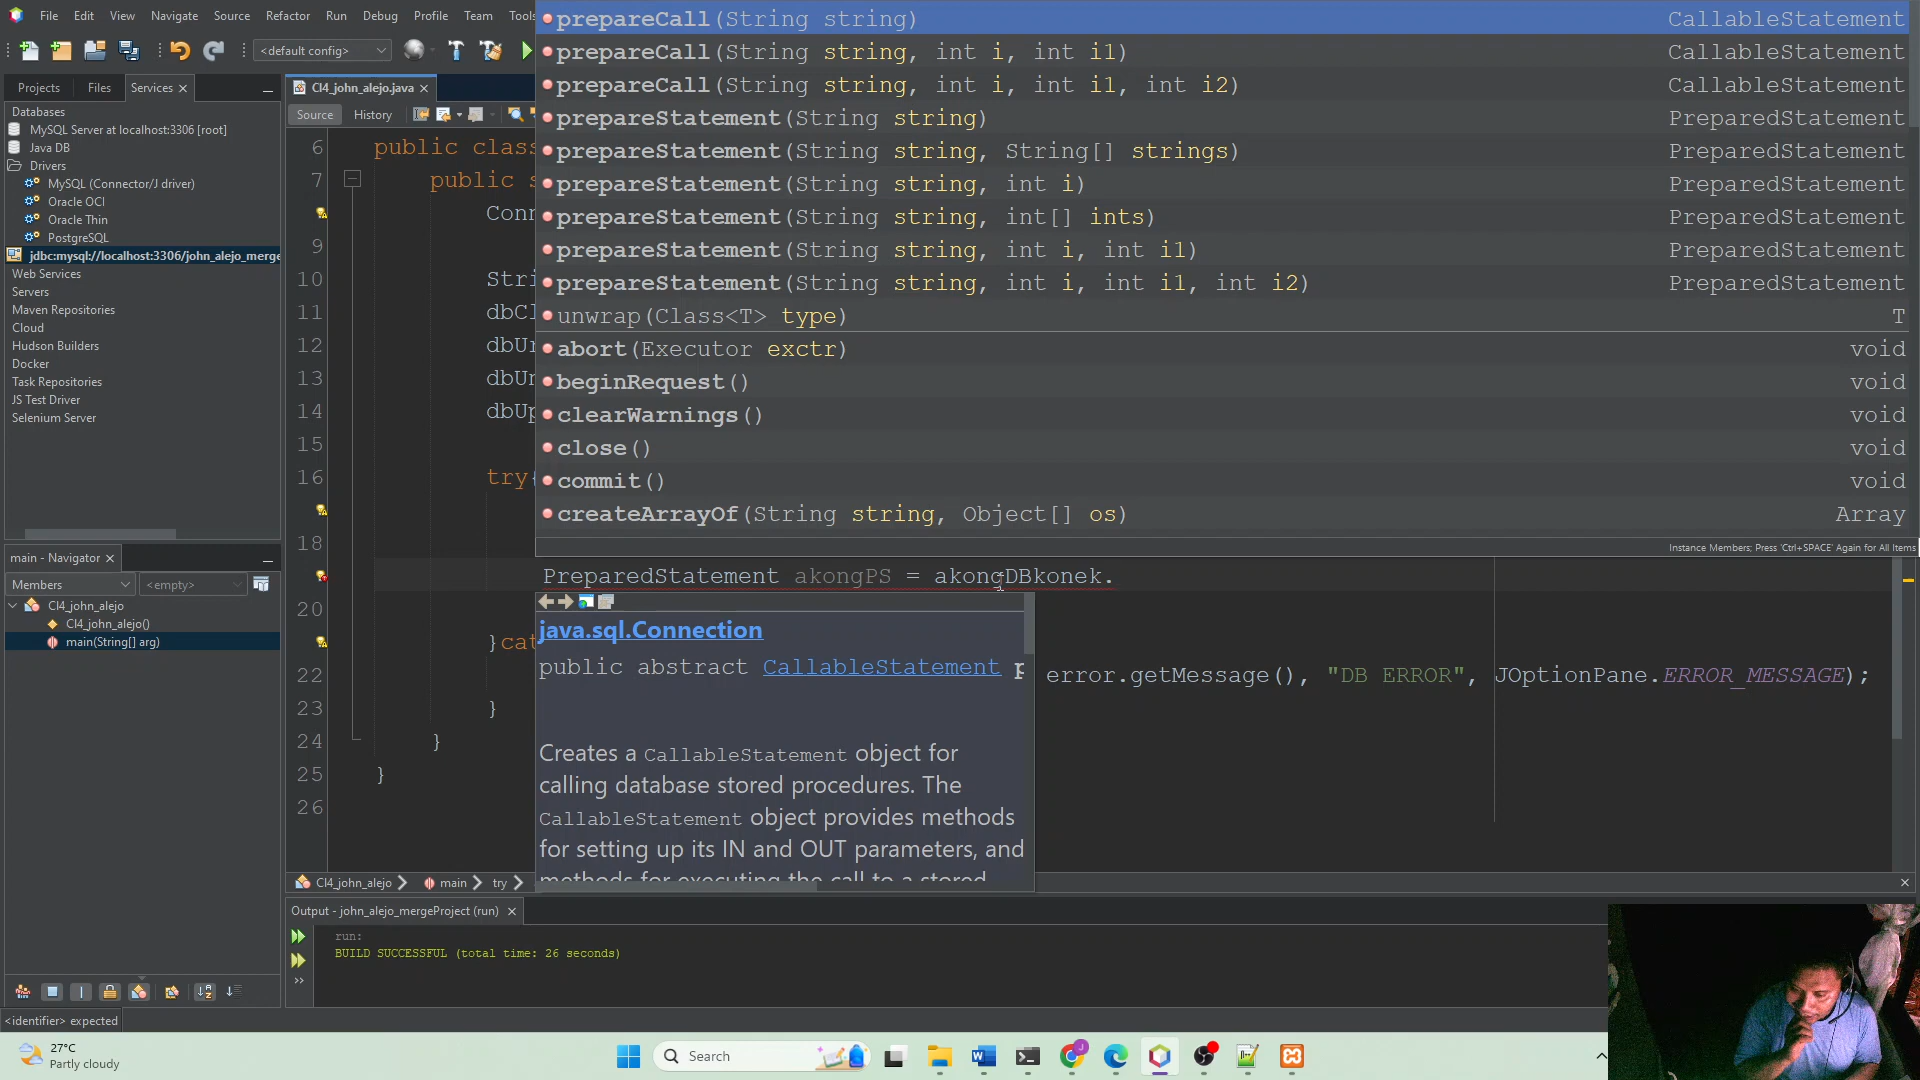 File Edit View Navigate Source Refactor Run Debug Profile Team Tools
<default config>
Projects Files Services
Databases
MySQL Server at localhost:3306 [root]
Java DB
Drivers
MySQL (Connector/J driver)
Oracle OCI
Oracle Thin
PostgreSQL
jdbc:mysql://localhost:3306/john_alejo_merge
Web Services
Servers
Maven Repositories
Cloud
Hudson Builders
Docker
Task Repositories
JS Test Driver
Selenium Server
main - Navigator
Members <empty>
Cl4_john_alejo
Cl4_john_alejo()
main(String[] arg)
<identifier> expected
Cl4_john_alejo.java
Source History
6 public class
7 public s
Conn
9
10 Stri
11 dbCl
12 dbUr
13
14
15
16 try{
18
PreparedStatement akongPS = akongDBkonek.
20
}cat
22 error.getMessage(), "DB ERROR", JOptionPane.ERROR_MESSAGE);
23 }
24 }
25 }
26
prepareCall(String string) CallableStatement
prepareCall(String string, int i, int i1) CallableStatement
prepareCall(String string, int i, int i1, int i2) CallableStatement
prepareStatement(String string) PreparedStatement
prepareStatement(String string, String[] strings) PreparedStatement
prepareStatement(String string, int i) PreparedStatement
prepareStatement(String string, int[] ints) PreparedStatement
prepareStatement(String string, int i, int i1) PreparedStatement
prepareStatement(String string, int i, int i1, int i2) PreparedStatement
unwrap(Class<T> type) T
abort(Executor exctr) void
beginRequest() void
clearWarnings() void
close() void
commit() void
createArrayOf(String string, Object[] os) Array
Instance Members; Press 'Ctrl+SPACE' Again for All Items
java.sql.Connection
public abstract CallableStatement p
Creates a CallableStatement object for
calling database stored procedures. The
CallableStatement object provides methods
for setting up its IN and OUT parameters, and
methods for executing the call to a stored
Cl4_john_alejo main try
Output - john_alejo_mergeProject (run)
run:
BUILD SUCCESSFUL (total time: 26 seconds)
27°C
Partly cloudy
Search